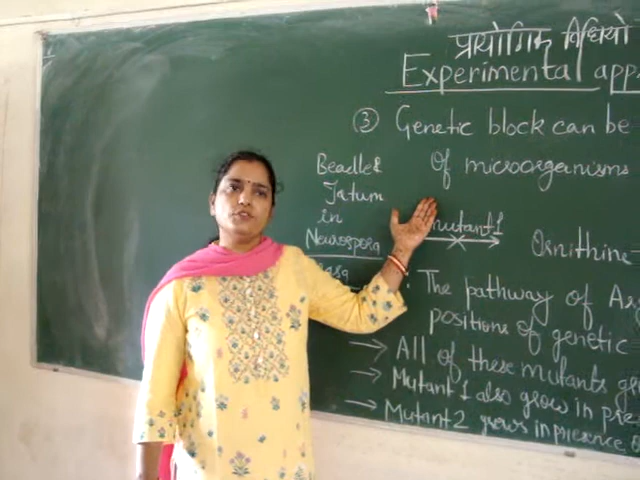 प्रायोगिक विधियो
Experimental app
③ Genetic block can be
Of microorganisms
Beadle &
Tatum
in
Neurospora
mutant 1
Ornithine
: The pathway of
positions of genetic
→ All of these mutants
→ Mutant 1 also grow in pre
→ Mutant 2 grows in presence